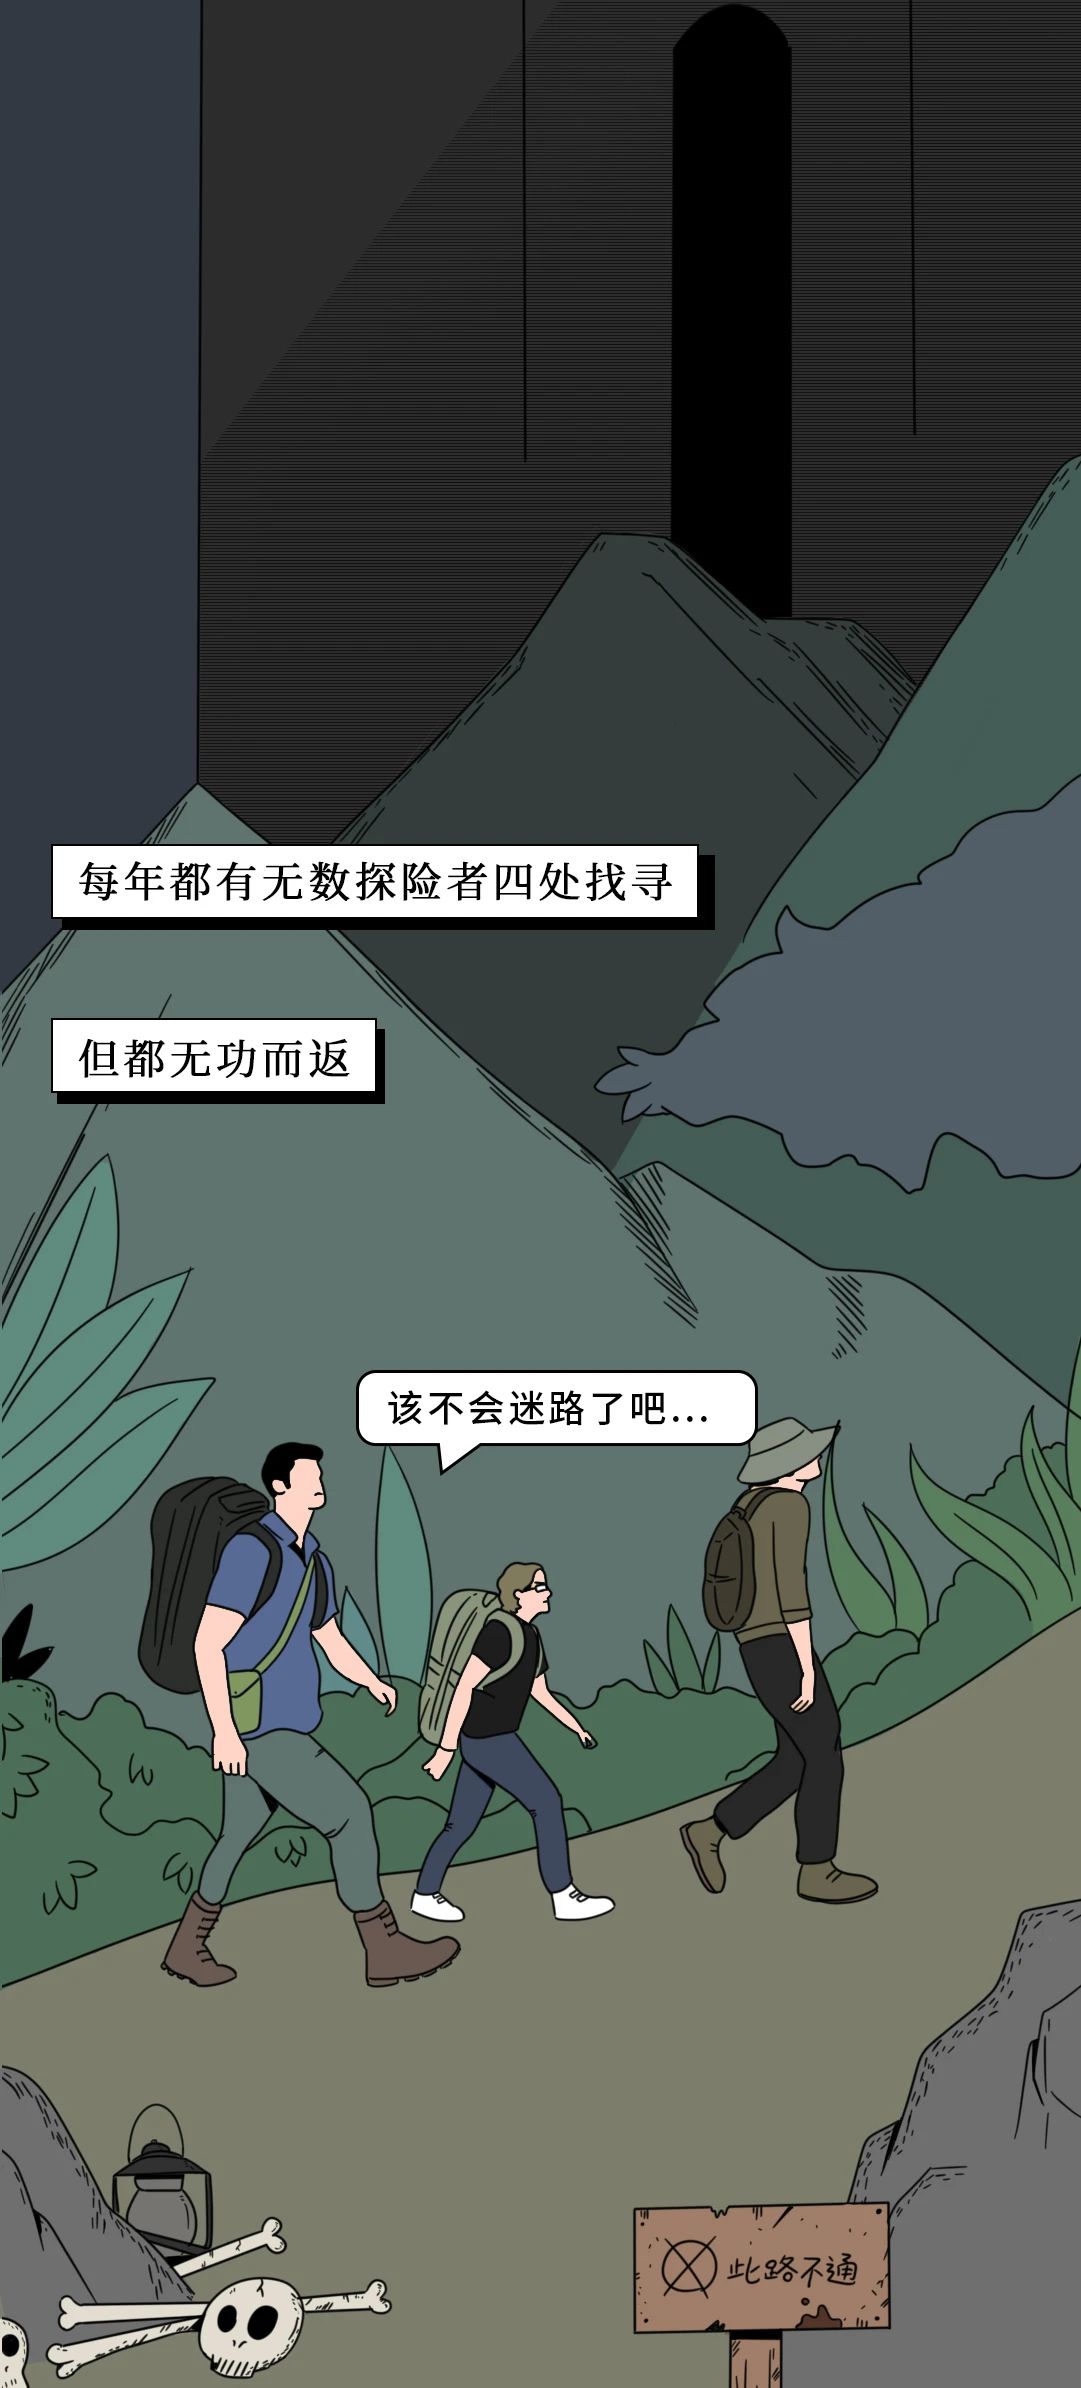 每年都有无数探险者四处找寻
但都无功而返
该不会迷路了吧...
此路不通